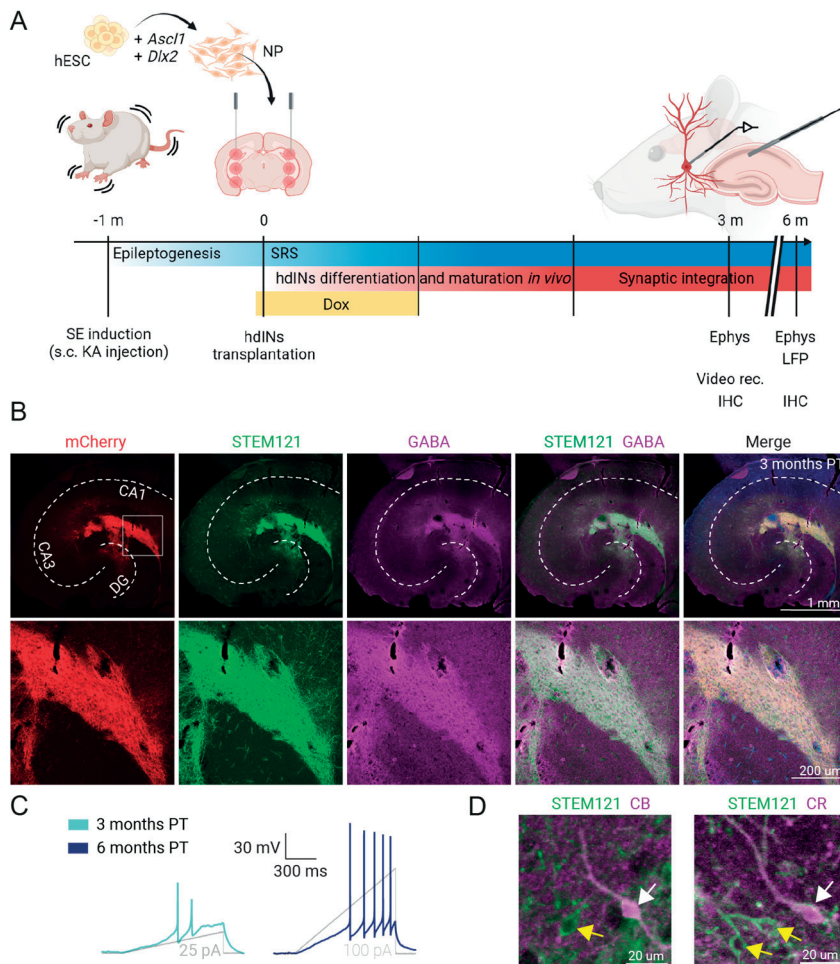 A
hESC
+ Ascl1
+ Dlx2
NP
-1 m
0
3 m
6 m
Epileptogenesis
SRS
hdINs differentiation and maturation in vivo
Synaptic integration
Dox
SE induction
(s.c. KA injection)
hdINs
transplantation
Ephys
Video rec.
IHC
Ephys
LFP
IHC
B
mCherry
STEM121
GABA
STEM121 GABA
Merge
CA1
CA3
DG
3 months PT
1 mm
200 um
C
3 months PT
6 months PT
30 mV
300 ms
25 pA
100 pA
D
STEM121 CB
STEM121 CR
20 um
20 um